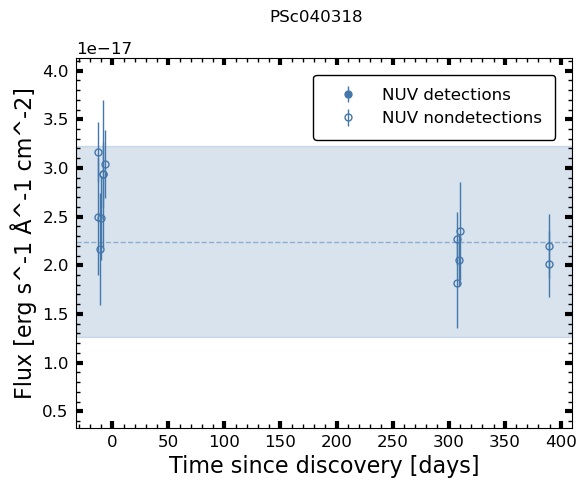 PSc040318
1e−17
4.0
3.5
3.0
2.5
2.0
1.5
1.0
0.5
Flux [erg s^-1 Å^-1 cm^-2]
NUV detections
NUV nondetections
0 50 100 150 200 250 300 350 400
Time since discovery [days]